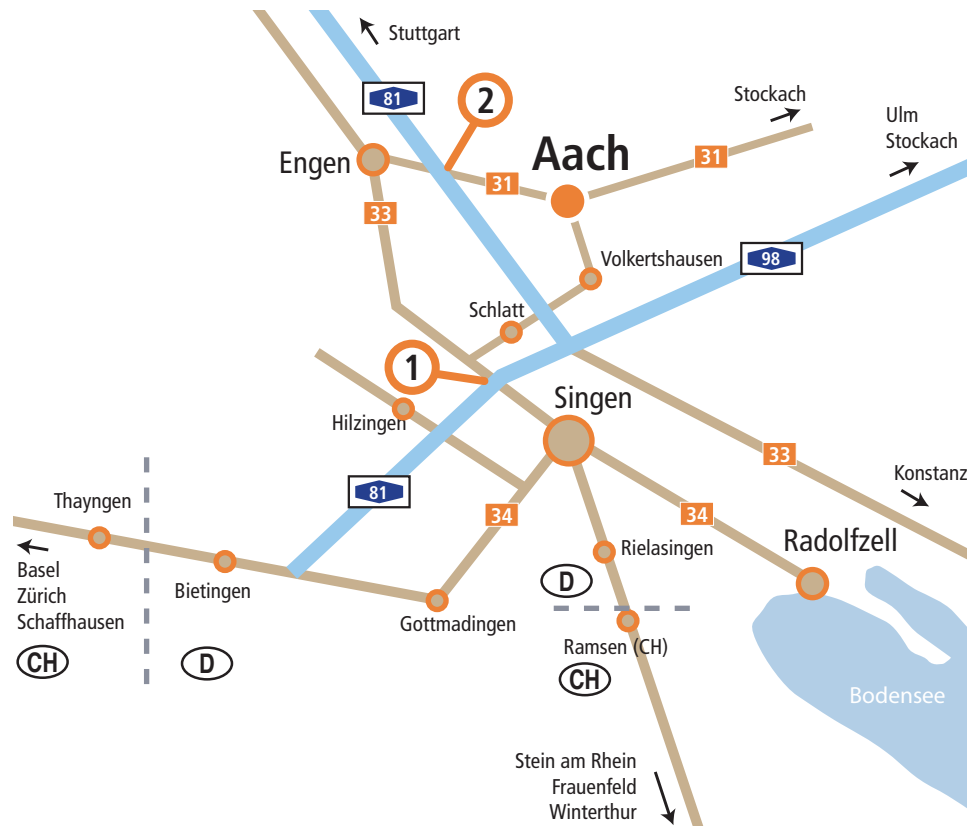 Stuttgart
81
2
Stockach
Ulm
Stockach
Aach
Engen
31
31
33
Volkertshausen
98
Schlatt
1
Singen
Hilzingen
33
81
Konstanz
Thayngen
34
34
Rielasingen
Radolfzell
Basel
Zürich
Schaffhausen
Bietingen
D
Gottmadingen
Ramsen (CH)
CH
D
CH
Bodensee
Stein am Rhein
Frauenfeld
Winterthur